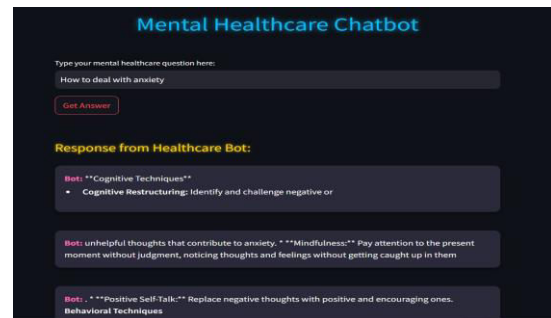 Mental Healthcare Chatbot
Type your mental healthcare question here:
How to deal with anxiety
Get Answer
Response from Healthcare Bot:
Bot: **Cognitive Techniques**
• Cognitive Restructuring: Identify and challenge negative or
Bot: unhelpful thoughts that contribute to anxiety. * **Mindfulness:** Pay attention to the present
moment without judgment, noticing thoughts and feelings without getting caught up in them
Bot: . * **Positive Self-Talk:** Replace negative thoughts with positive and encouraging ones.
Behavioral Techniques